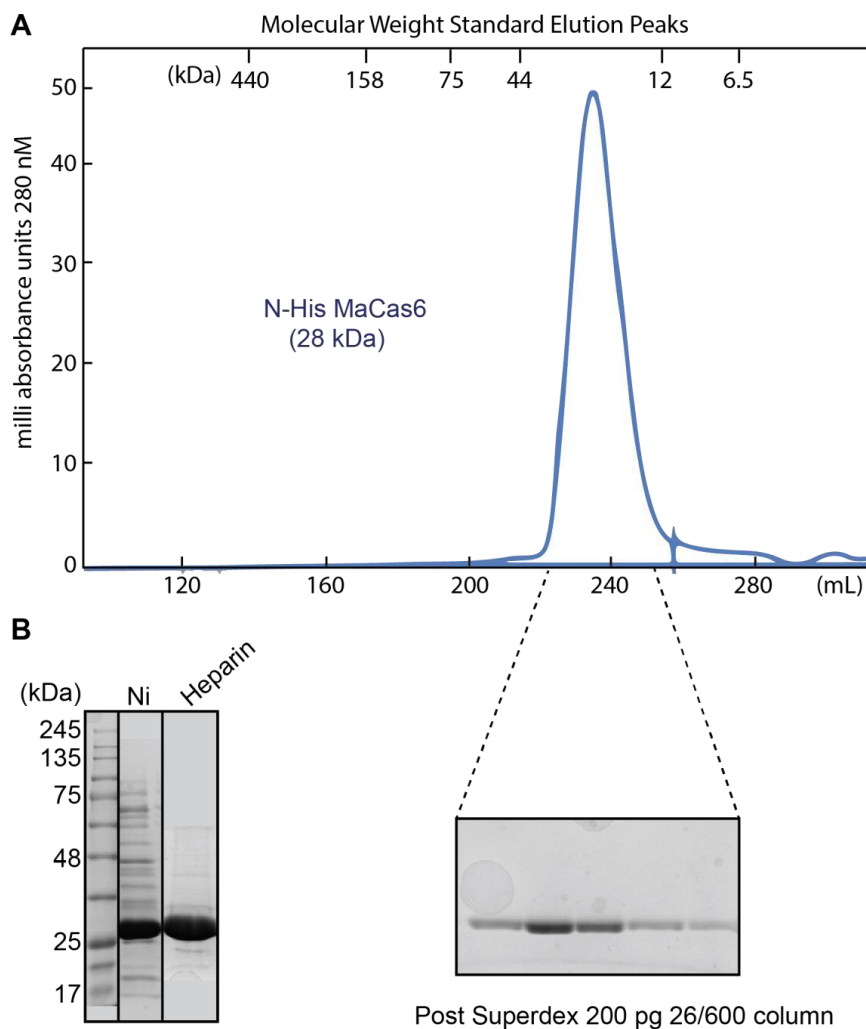 A
Molecular Weight Standard Elution Peaks
(kDa) 440 158 75 44 12 6.5
50
40
30
20
10
0
milli absorbance units 280 nM
N-His MaCas6
(28 kDa)
120 160 200 240 280 (mL)
B
(kDa) Ni Heparin
245
135
75
48
25
17
Post Superdex 200 pg 26/600 column